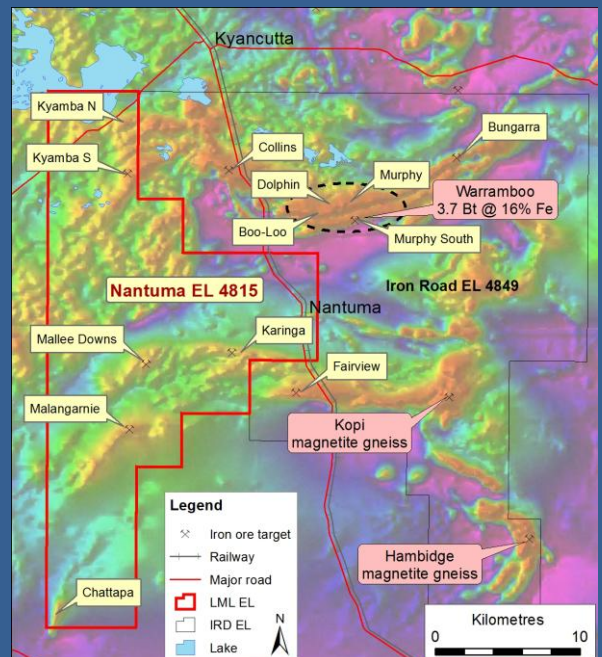 Kyancutta
Kyamba N
Bungarra
Kyamba S
Collins
Dolphin
Murphy
Warramboo
3.7 Bt @ 16% Fe
Boo-Loo
Murphy South
Nantuma EL 4815
Iron Road EL 4849
Nantuma
Mallee Downs
Karinga
Fairview
Malangarnie
Kopi
magnetite gneiss
Legend
Iron ore target
Railway
Major road
LML EL
IRD EL
Lake
N
Hambidge
magnetite gneiss
Chattapa
Kilometres
0
10